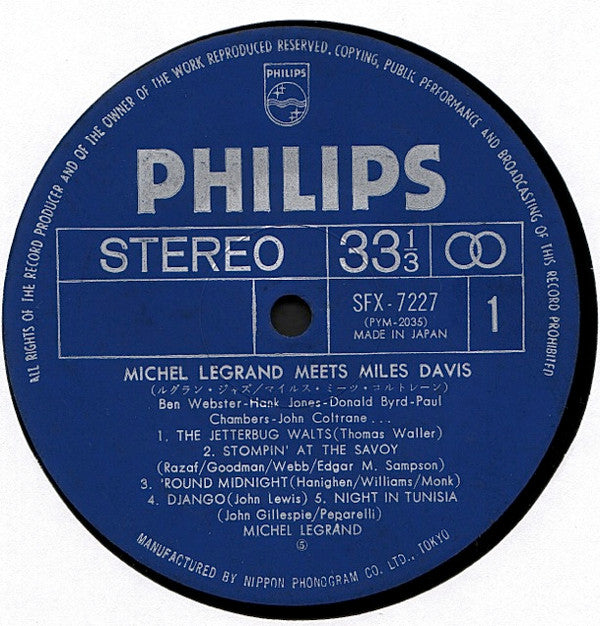 ALL RIGHTS OF THE RECORD PRODUCER AND OF THE OWNER OF THE WORK REPRODUCED RESERVED. COPYING, PUBLIC PERFORMANCE AND BROADCASTING OF THIS RECORD PROHIBITED
PHILIPS
PHILIPS
STEREO 33 1/3
SFX-7227
(PYM-2035)
MADE IN JAPAN
1
MICHEL LEGRAND MEETS MILES DAVIS
(ルグラン・ジャズ/マイルス・ミーツ・コルトレーン)
Ben Webster-Hank Jones-Donald Byrd-Paul
Chambers-John Coltrane...
1. THE JETTERBUG WALTS(Thomas Waller)
2. STOMPIN' AT THE SAVOY
(Razaf/Goodman/Webb/Edgar M. Sampson)
3. 'ROUND MIDNIGHT(Hanighen/Williams/Monk)
4. DJANGO(John Lewis) 5. NIGHT IN TUNISIA
(John Gillespie/Peparelli)
MICHEL LEGRAND
Ⓢ
MANUFACTURED BY NIPPON PHONOGRAM CO. LTD., TOKYO